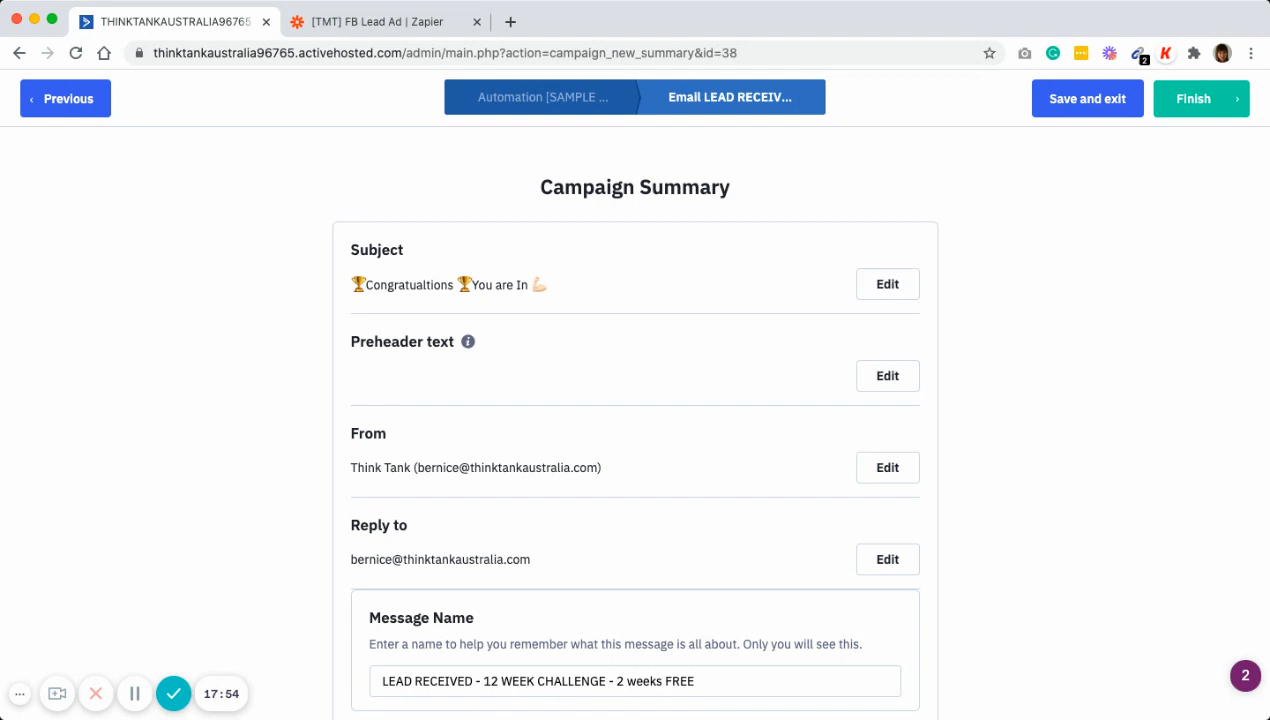 THINKTANKAUSTRALIA96765
[TMT] FB Lead Ad | Zapier
thinktankaustralia96765.activehosted.com/admin/main.php?action=campaign_new_summary&id=38
2
Previous
Automation [SAMPLE ...
Email LEAD RECEIV...
Save and exit
Finish
Campaign Summary
Subject
🏆Congratualtions 🏆You are In 💪🏻
Edit
Preheader text
Edit
From
Think Tank (bernice@thinktankaustralia.com)
Edit
Reply to
bernice@thinktankaustralia.com
Edit
Message Name
Enter a name to help you remember what this message is all about. Only you will see this.
LEAD RECEIVED - 12 WEEK CHALLENGE - 2 weeks FREE
17:54
2